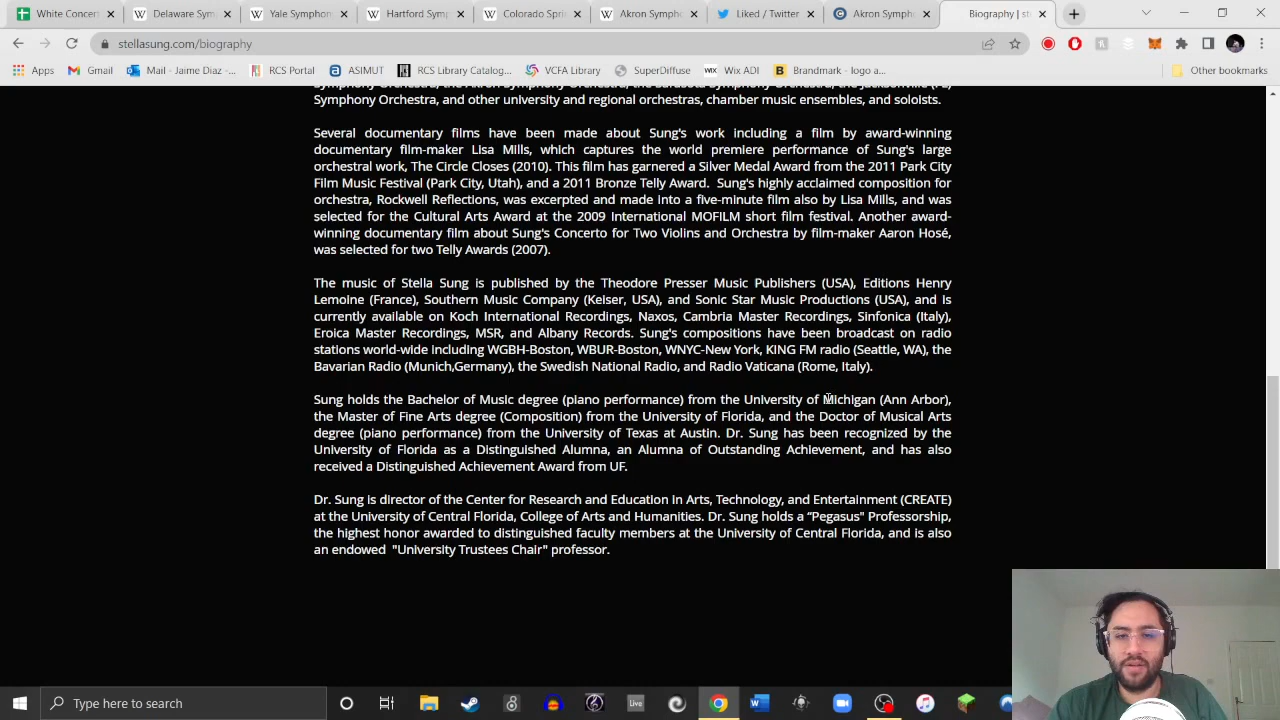 White Concert
Delaware Sym
Yale Symphon
Hartford Symp
Colorado Sprin
Akron Sympho
Liked / Twitter
Akron Sympho
Biography | st
stellasung.com/biography
Apps
Gmail
Mail - Jaime Diaz -...
RCS Portal
ASIMUT
RCS Library Catalog...
VCFA Library
SuperDiffuse
WIX Wix ADI
Brandmark - logo a...
Other bookmarks
Symphony Orchestra, and other university and regional orchestras, chamber music ensembles, and soloists.
Several documentary films have been made about Sung's work including a film by award-winning
documentary film-maker Lisa Mills, which captures the world premiere performance of Sung's large
orchestral work, The Circle Closes (2010). This film has garnered a Silver Medal Award from the 2011 Park City
Film Music Festival (Park City, Utah), and a 2011 Bronze Telly Award. Sung's highly acclaimed composition for
orchestra, Rockwell Reflections, was excerpted and made into a five-minute film also by Lisa Mills, and was
selected for the Cultural Arts Award at the 2009 International MOFILM short film festival. Another award-
winning documentary film about Sung's Concerto for Two Violins and Orchestra by film-maker Aaron Hosé,
was selected for two Telly Awards (2007).
The music of Stella Sung is published by the Theodore Presser Music Publishers (USA), Editions Henry
Lemoine (France), Southern Music Company (Keiser, USA), and Sonic Star Music Productions (USA), and is
currently available on Koch International Recordings, Naxos, Cambria Master Recordings, Sinfonica (Italy),
Eroica Master Recordings, MSR, and Albany Records. Sung's compositions have been broadcast on radio
stations world-wide including WGBH-Boston, WBUR-Boston, WNYC-New York, KING FM radio (Seattle, WA), the
Bavarian Radio (Munich,Germany), the Swedish National Radio, and Radio Vaticana (Rome, Italy).
Sung holds the Bachelor of Music degree (piano performance) from the University of Michigan (Ann Arbor),
the Master of Fine Arts degree (Composition) from the University of Florida, and the Doctor of Musical Arts
degree (piano performance) from the University of Texas at Austin. Dr. Sung has been recognized by the
University of Florida as a Distinguished Alumna, an Alumna of Outstanding Achievement, and has also
received a Distinguished Achievement Award from UF.
Dr. Sung is director of the Center for Research and Education in Arts, Technology, and Entertainment (CREATE)
at the University of Central Florida, College of Arts and Humanities. Dr. Sung holds a “Pegasus" Professorship,
the highest honor awarded to distinguished faculty members at the University of Central Florida, and is also
an endowed "University Trustees Chair" professor.
Type here to search
Live